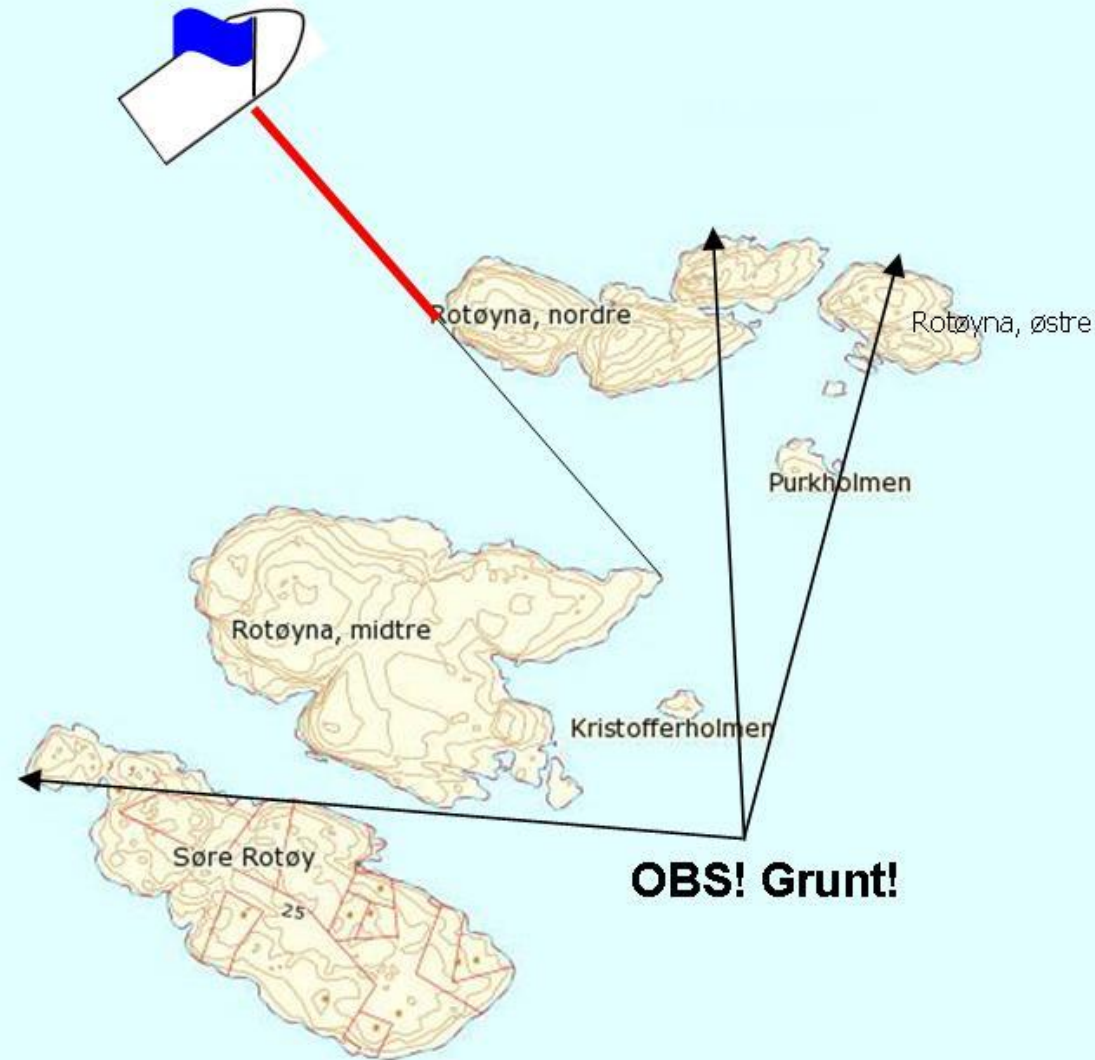 Rotøyna, nordre
Rotøyna, østre
Purkholmen
Rotøyna, midtre
Kristofferholmen
Søre Rotøy
25
OBS! Grunt!